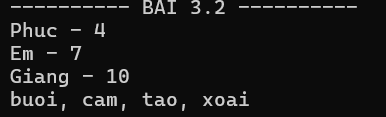 ---------- BAI 3.2 ----------
Phuc - 4
Em - 7
Giang - 10
buoi, cam, tao, xoai